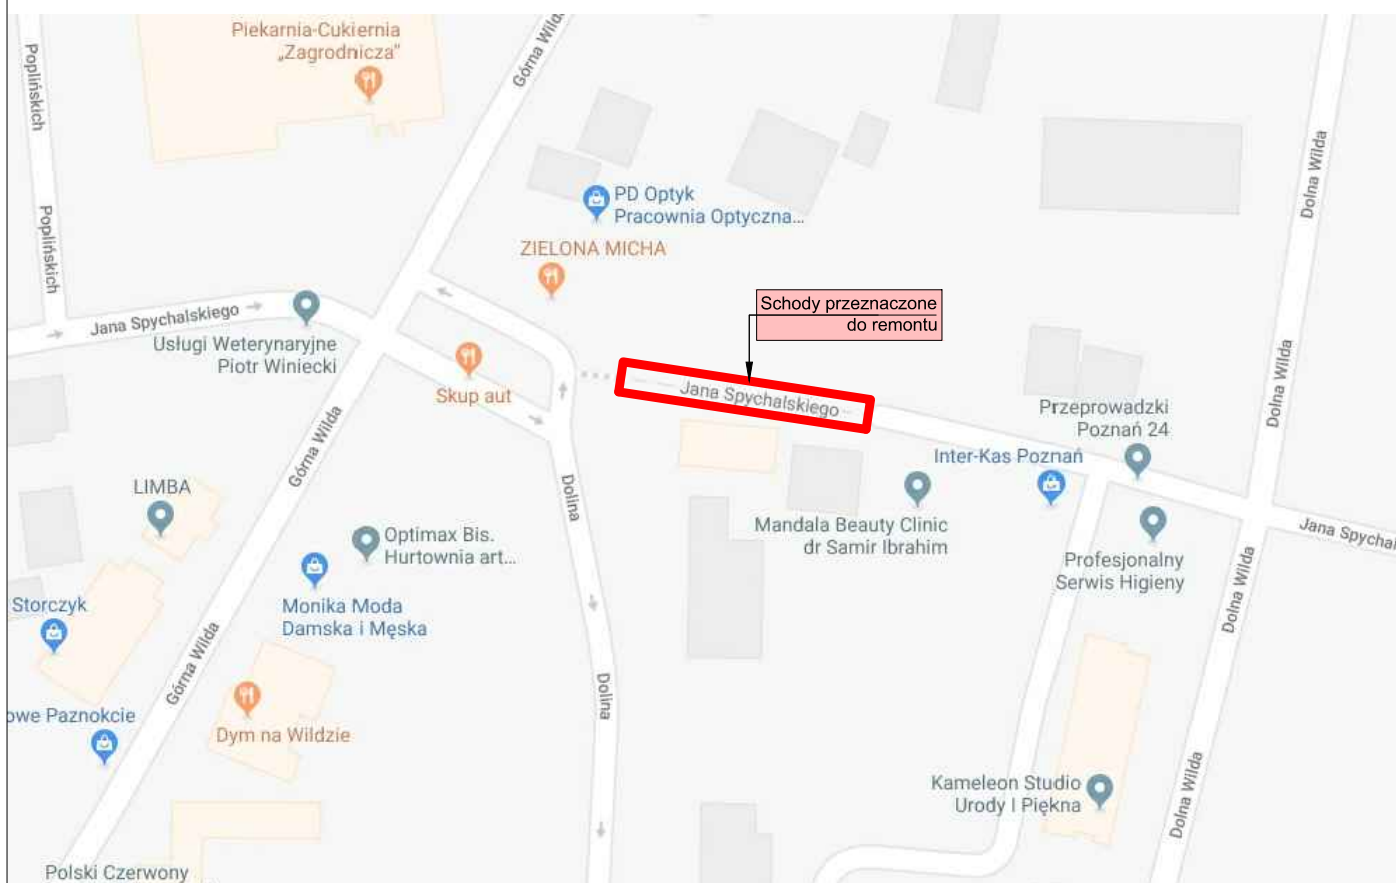 Piekarnia-Cukiernia
„Zagrodnicza”
Górna Wilda
Poplińskich
Poplińskich
Dolna Wilda
PD Optyk
Pracownia Optyczna...
ZIELONA MICHA
Schody przeznaczone
do remontu
Jana Spychalskiego
Usługi Weterynaryjne
Piotr Winiecki
Skup aut
Jana Spychalskiego
Dolna Wilda
Przeprowadzki
Poznań 24
Górna Wilda
Inter-Kas Poznań
LIMBA
Dolina
Mandala Beauty Clinic
dr Samir Ibrahim
Jana Spychal
Optimax Bis.
Hurtownia art...
Profesjonalny
Serwis Higieny
Dolna Wilda
Storczyk
Monika Moda
Damska i Męska
Górna Wilda
Dolina
owe Paznokcie
Dym na Wildzie
Kameleon Studio
Urody I Piękna
Dolna Wilda
Polski Czerwony